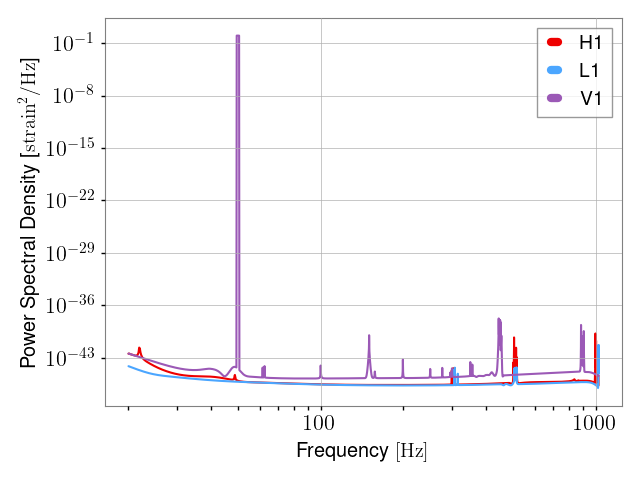 H1
L1
V1
10^{-1}
10^{-8}
10^{-15}
10^{-22}
10^{-29}
10^{-36}
10^{-43}
Power Spectral Density [strain^2/Hz]
100
1000
Frequency [Hz]